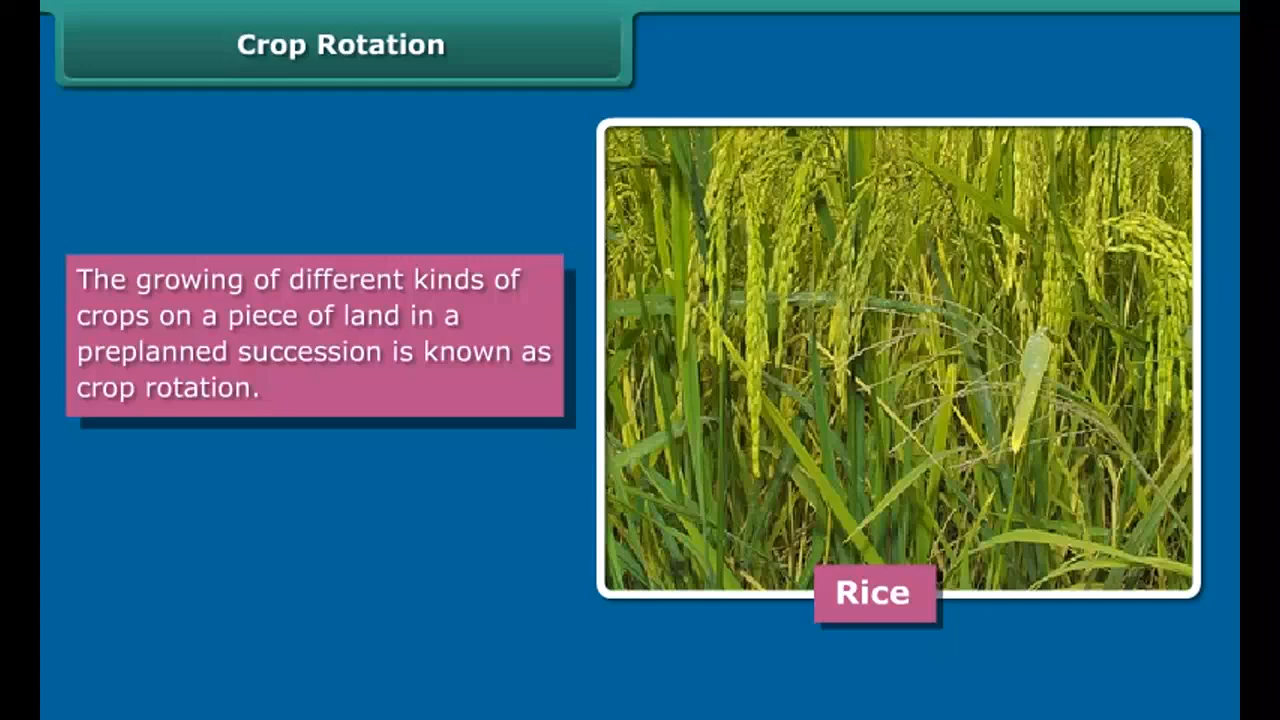 Crop Rotation
The growing of different kinds of
crops on a piece of land in a
preplanned succession is known as
crop rotation.
Rice